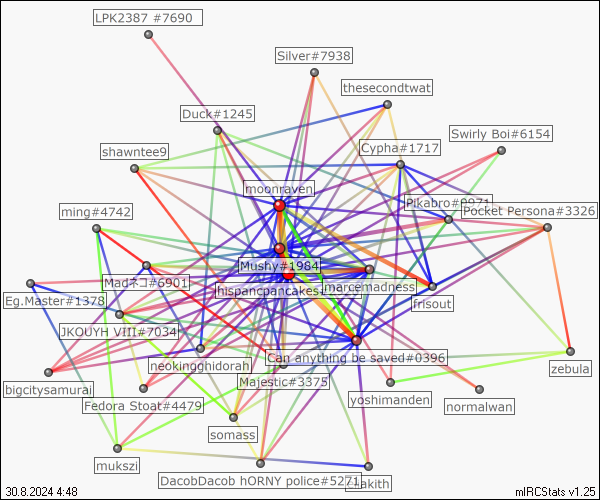 LPK2387 #7690
Silver#7938
thesecondtwat
Duck#1245
Swirly Boi#6154
Cypha#1717
shawntee9
moonraven
Pikabro#0971
Pocket Persona#3326
ming#4742
Mushy#1984
Madネコ#6901
hispancpancakes
marcemadness
Eg.Master#1378
frisout
JKOUYH VIII#7034
Can anything be saved#0396
neokingghidorah
zebula
Majestic#3375
bigcitysamurai
yoshimanden
Fedora Stoat#4479
normalwan
somass
mukszi
DacobDacob hORNY police#5271
30.8.2024 4:48
mIRCStats v1.25